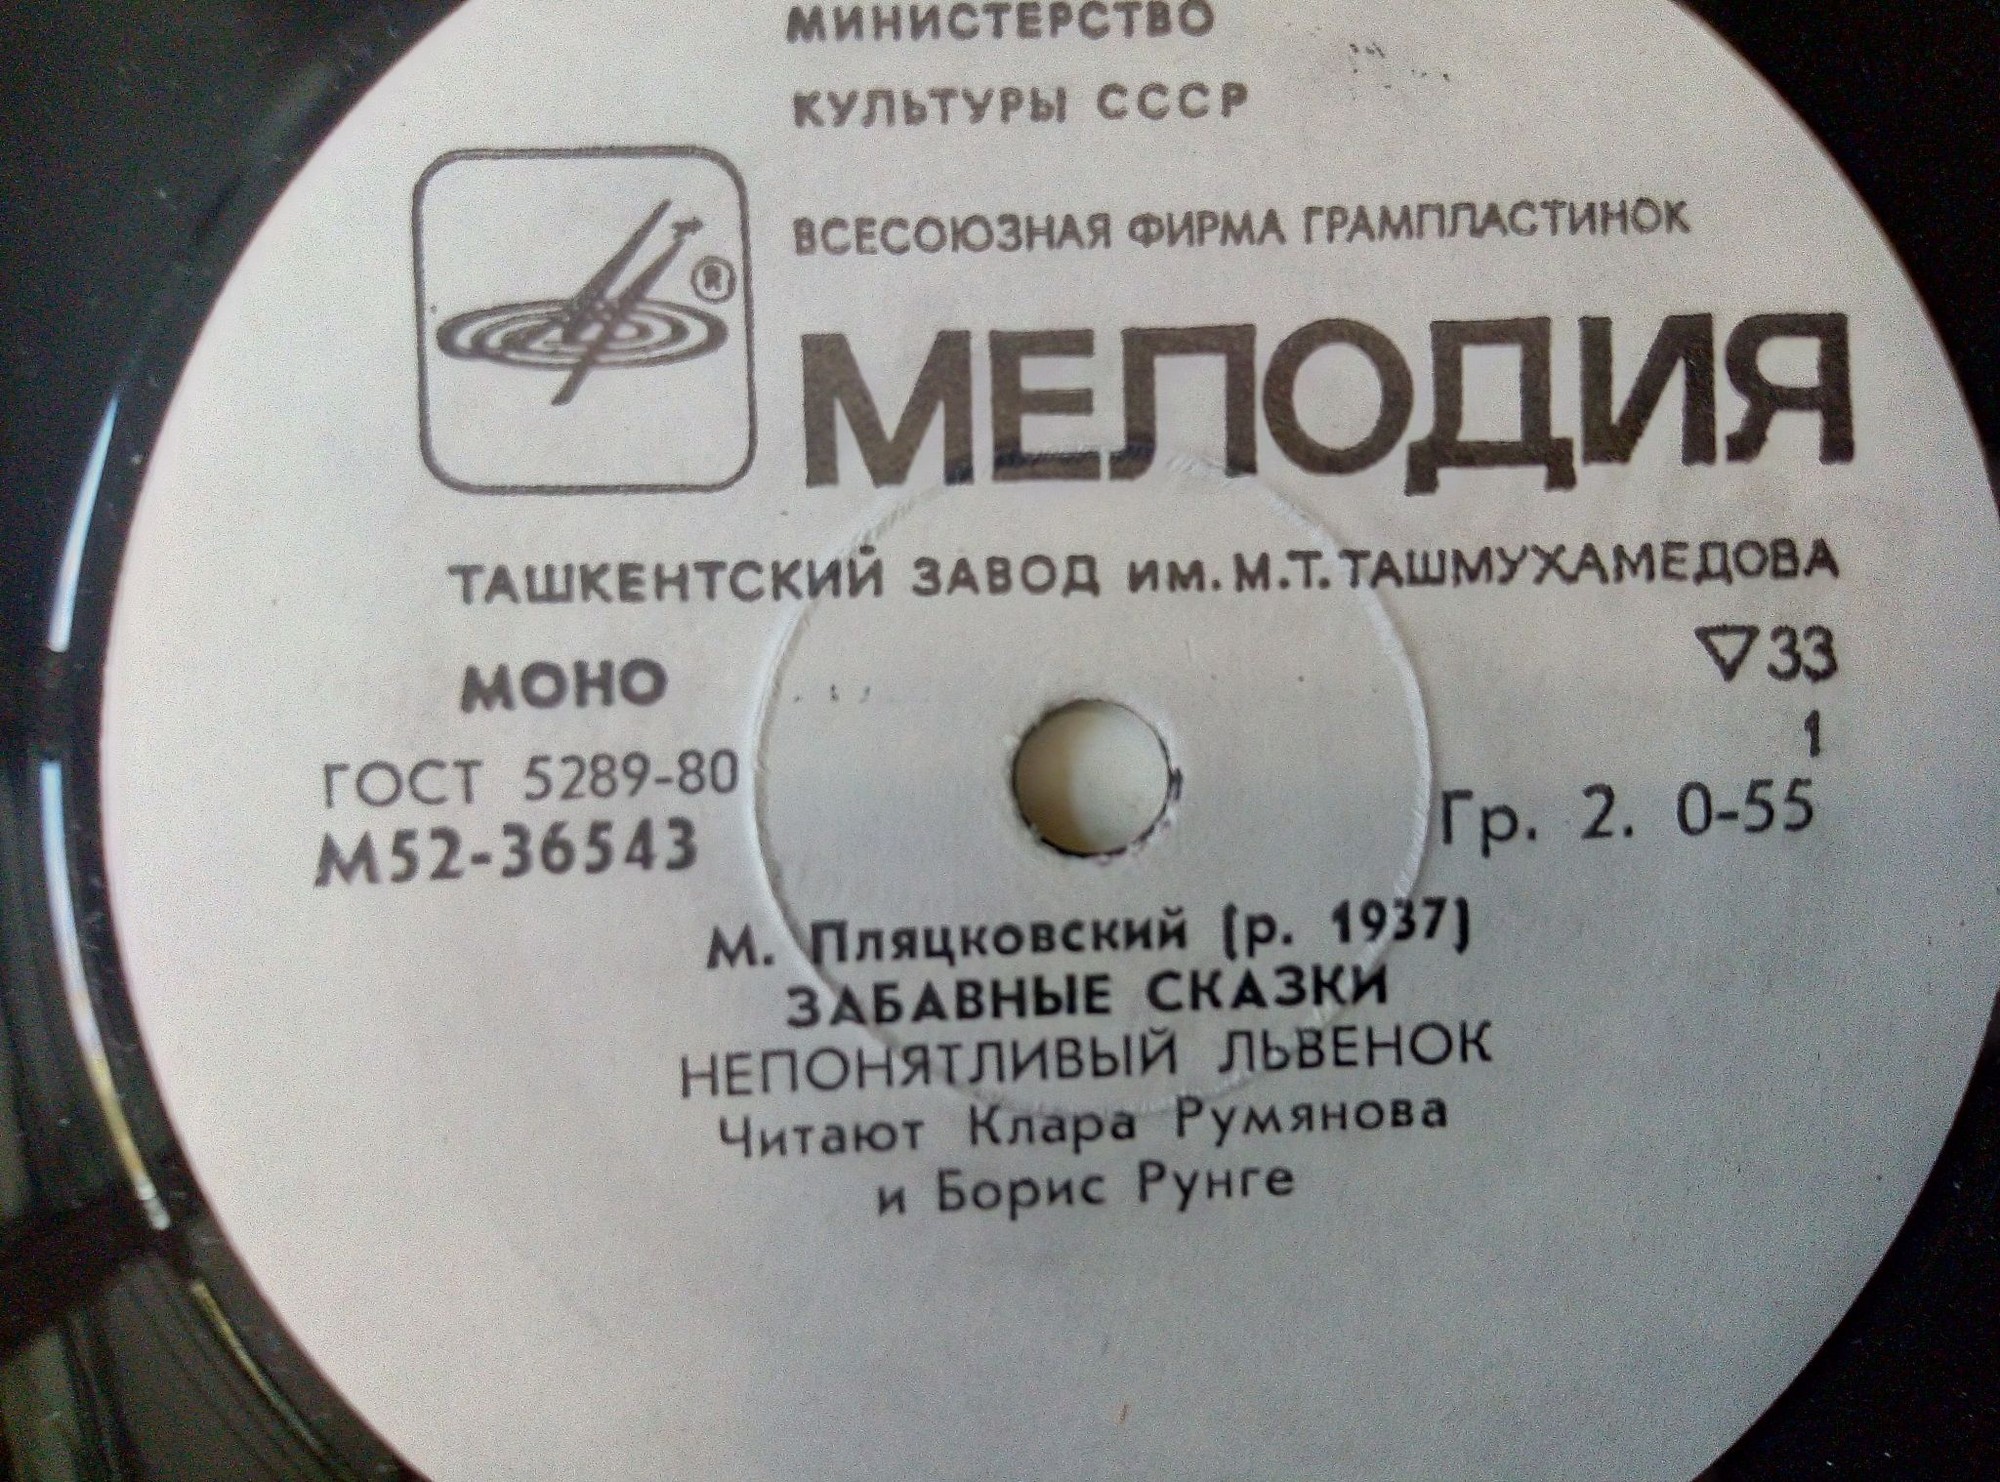 МИНИСТЕРСТВО
КУЛЬТУРЫ СССР
ВСЕСОЮЗНАЯ ФИРМА ГРАМПЛАСТИНОК
®
МЕЛОДИЯ
ТАШКЕНТСКИЙ ЗАВОД ИМ. М.Т. ТАШМУХАМЕДОВА
МОНО
▽33
1
ГОСТ 5289-80
Гр. 2. 0-55
М52-36543
М. Пляцковский (р. 1937)
ЗАБАВНЫЕ СКАЗКИ
НЕПОНЯТЛИВЫЙ ЛЬВЕНОК
Читают Клара Румянова
и Борис Рунге